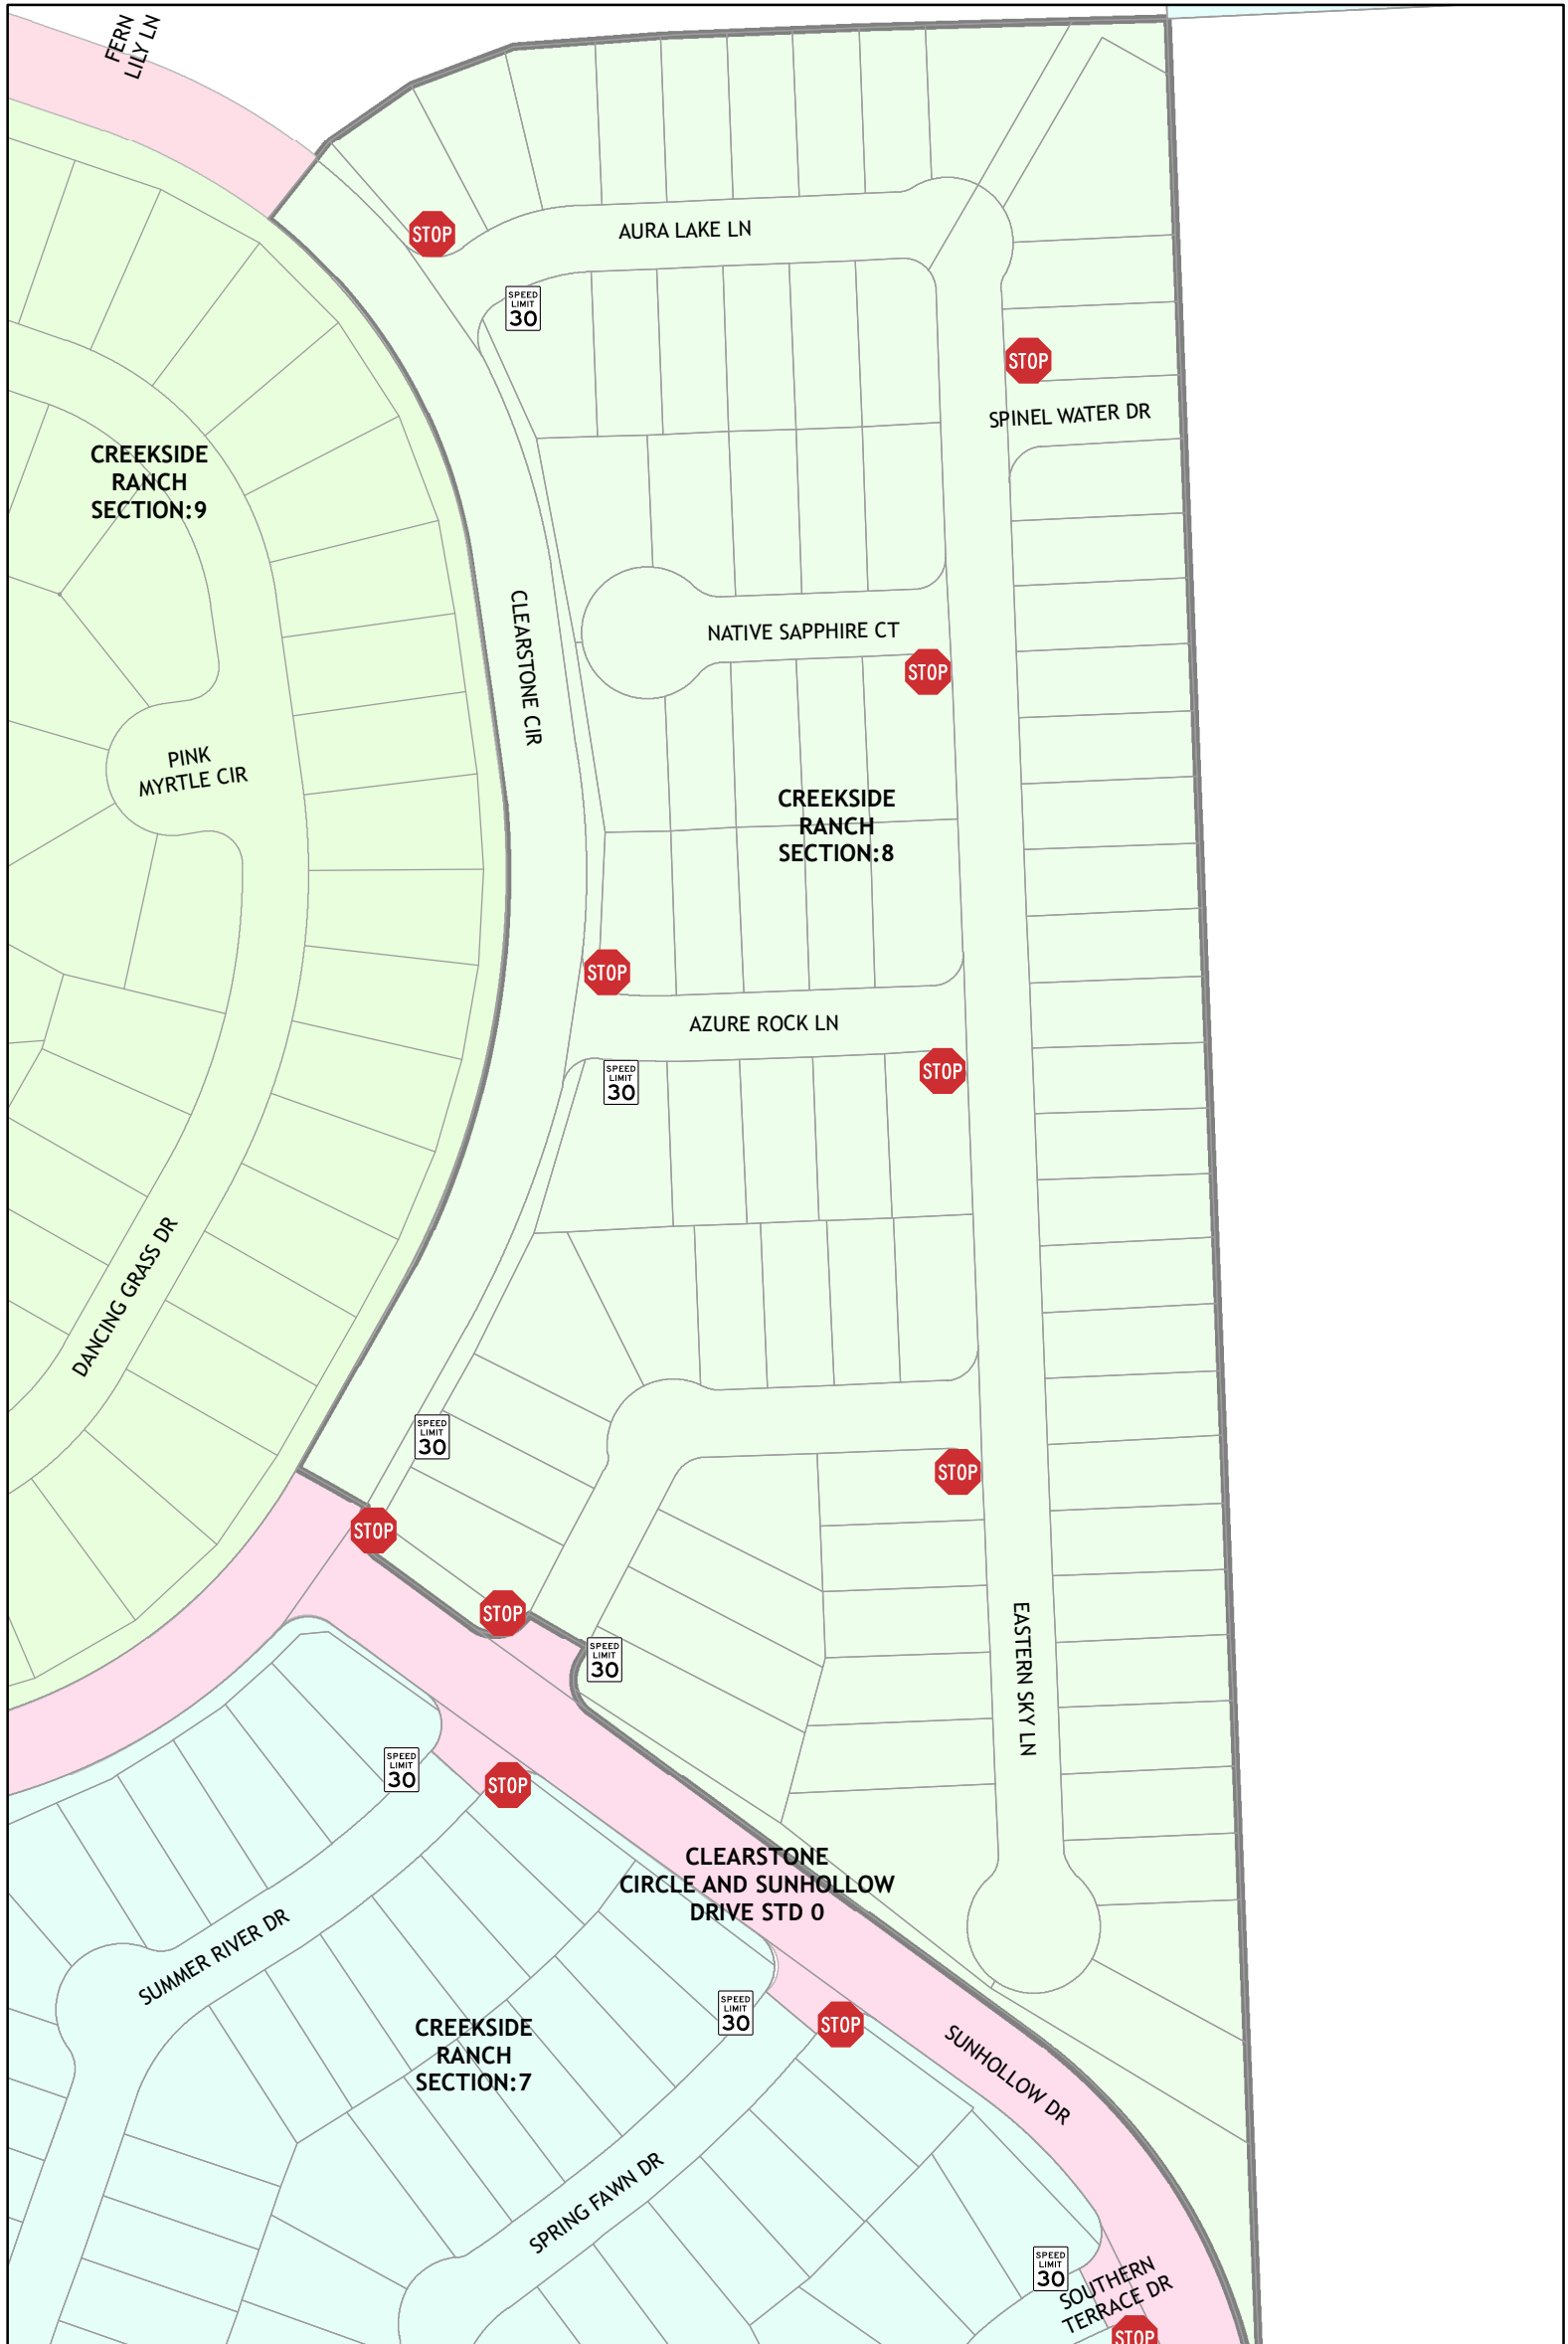 FERN
LILY LN
STOP
AURA LAKE LN
SPEED
LIMIT
30
STOP
SPINEL WATER DR
CREEKSIDE
RANCH
SECTION:9
CLEARSTONE CIR
NATIVE SAPPHIRE CT
STOP
PINK
MYRTLE CIR
CREEKSIDE
RANCH
SECTION:8
STOP
AZURE ROCK LN
SPEED
LIMIT
30
STOP
DANCING GRASS DR
SPEED
LIMIT
30
STOP
STOP
STOP
SPEED
LIMIT
30
EASTERN SKY LN
SPEED
LIMIT
30
STOP
CLEARSTONE
CIRCLE AND SUNHOLLOW
DRIVE STD 0
SUMMER RIVER DR
SPEED
LIMIT
30
STOP
CREEKSIDE
RANCH
SECTION:7
SUNHOLLOW DR
SPRING FAWN DR
SPEED
LIMIT
30
SOUTHERN
TERRACE DR
STOP